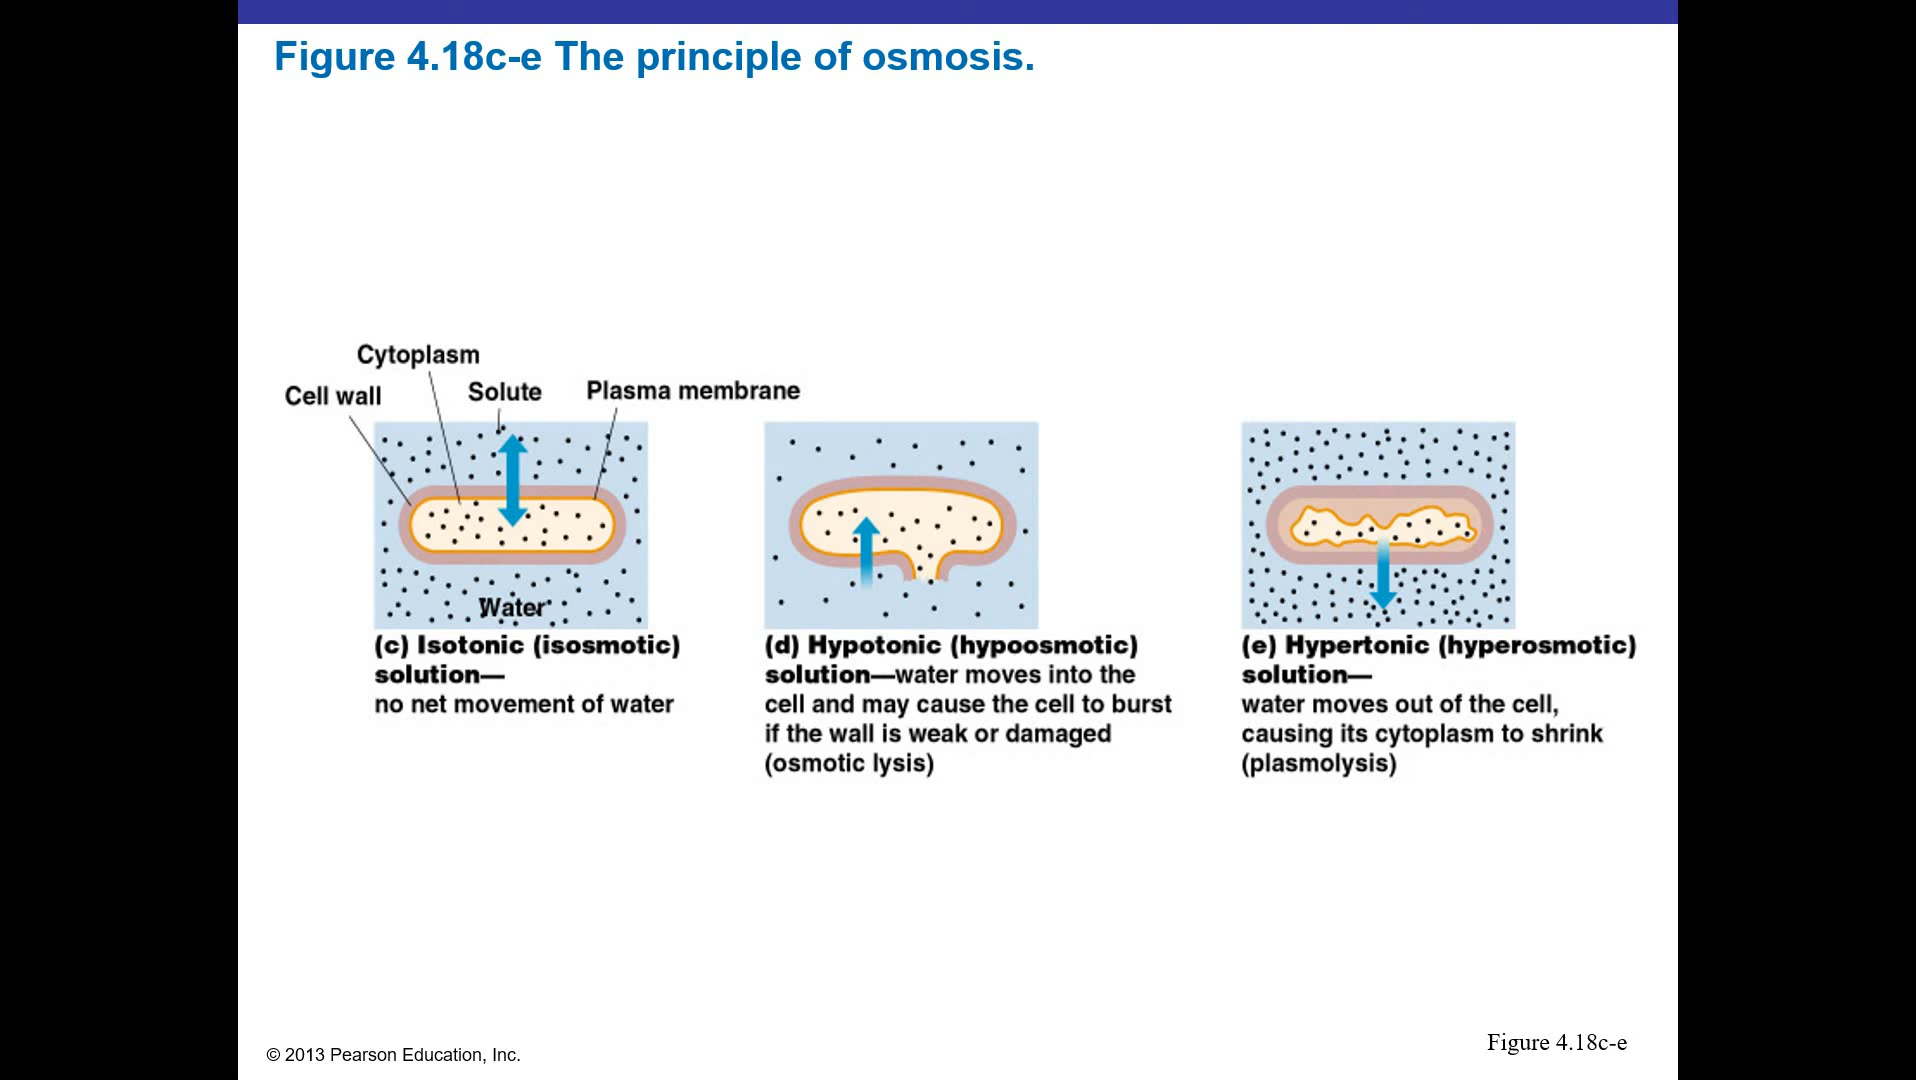 Figure 4.18c-e The principle of osmosis.
Cytoplasm
Cell wall
Solute
Plasma membrane
Water
(c) Isotonic (isosmotic)
solution—
no net movement of water
(d) Hypotonic (hypoosmotic)
solution—water moves into the
cell and may cause the cell to burst
if the wall is weak or damaged
(osmotic lysis)
(e) Hypertonic (hyperosmotic)
solution—
water moves out of the cell,
causing its cytoplasm to shrink
(plasmolysis)
© 2013 Pearson Education, Inc.
Figure 4.18c-e